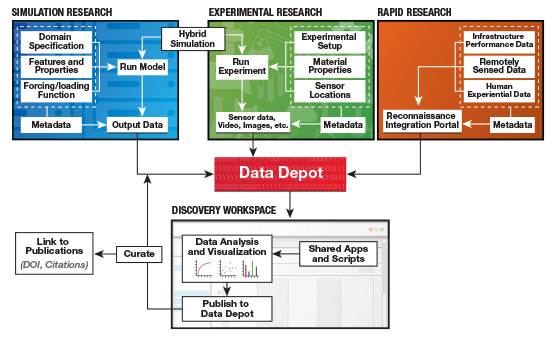 SIMULATION RESEARCH
EXPERIMENTAL RESEARCH
RAPID RESEARCH
Domain
Specification
Features and
Properties
Forcing/loading
Function
Run Model
Metadata
Output Data
Hybrid
Simulation
Run
Experiment
Experimental
Setup
Material
Properties
Sensor
Locations
Sensor data,
Video, Images, etc.
Metadata
Infrastructure
Performance Data
Remotely
Sensed Data
Human
Experiential Data
Reconnaissance
Integration Portal
Metadata
Data Depot
DISCOVERY WORKSPACE
Link to
Publications
(DOI, Citations)
Curate
Data Analysis
and Visualization
Shared Apps
and Scripts
Publish to
Data Depot